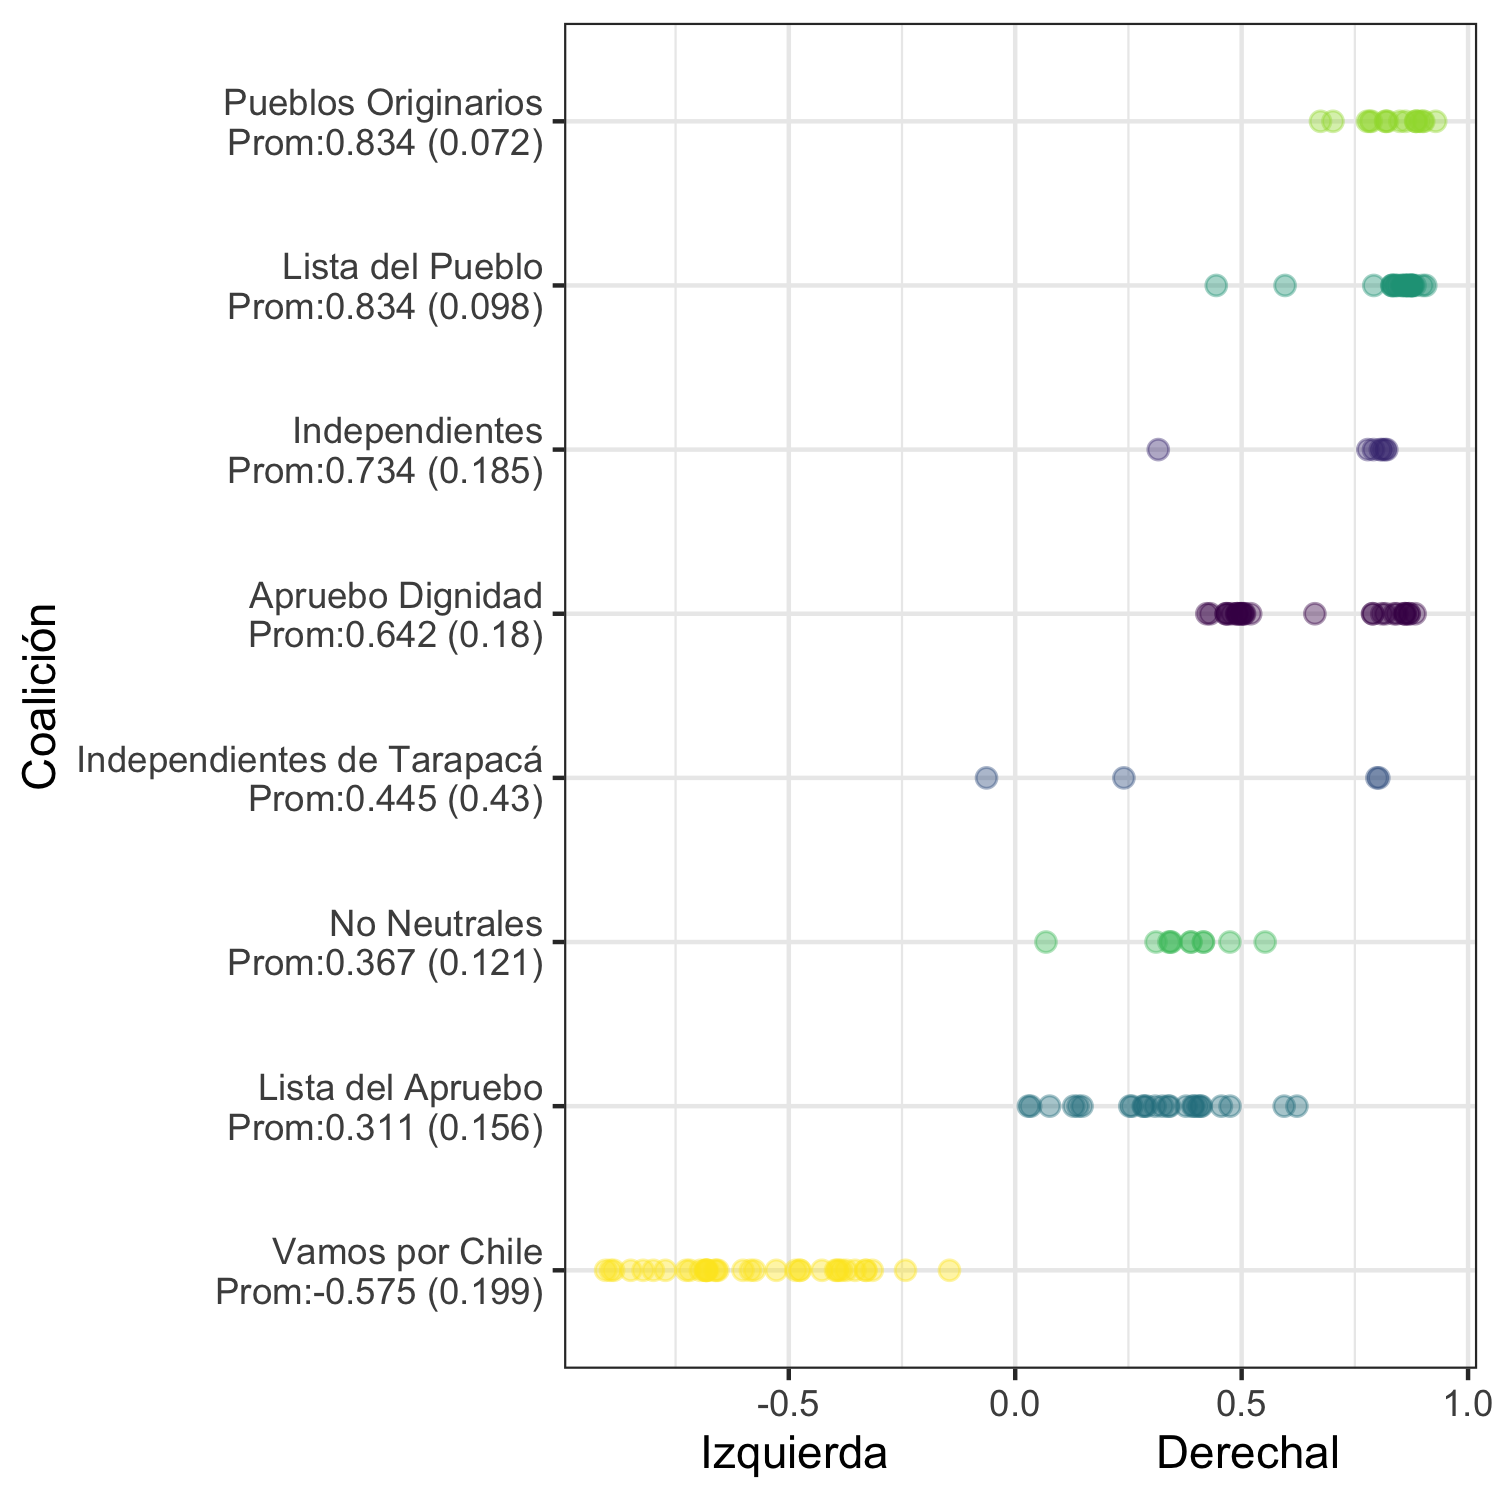 Pueblos Originarios
Prom:0.834 (0.072)
Lista del Pueblo
Prom:0.834 (0.098)
Independientes
Prom:0.734 (0.185)
Apruebo Dignidad
Prom:0.642 (0.18)
Independientes de Tarapacá
Prom:0.445 (0.43)
No Neutrales
Prom:0.367 (0.121)
Lista del Apruebo
Prom:0.311 (0.156)
Vamos por Chile
Prom:-0.575 (0.199)
Coalición
-0.5 0.0 0.5 1.0
Izquierda Derechal